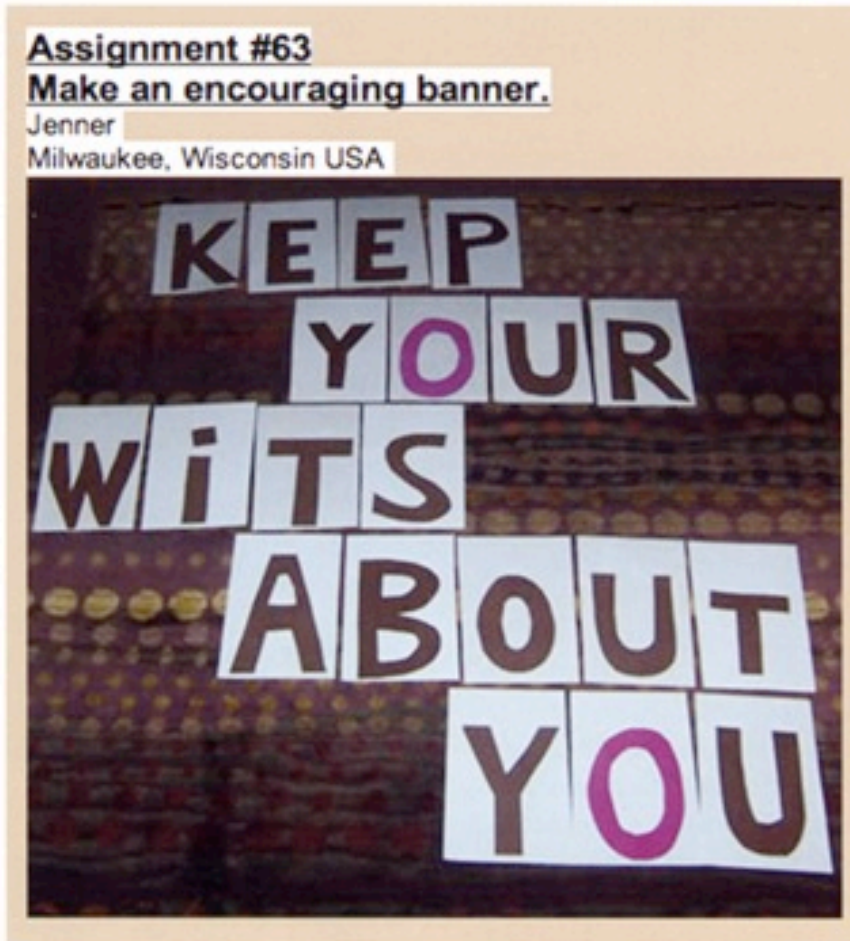 Assignment #63
Make an encouraging banner.
Jenner
Milwaukee, Wisconsin USA
KEEP
YOUR
WiTS
ABOUT
YOU